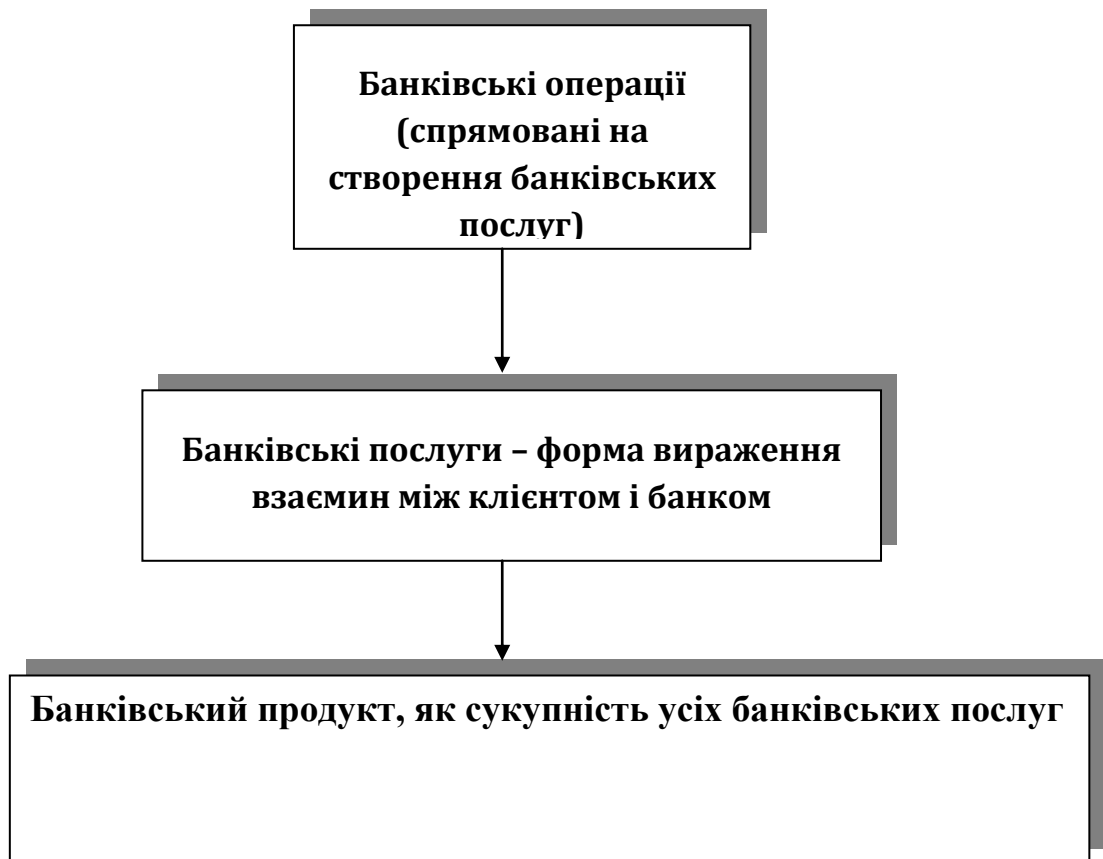 Банківські операції
(спрямовані на
створення банківських
послуг)
Банківські послуги – форма вираження
взаємин між клієнтом і банком
Банківський продукт, як сукупність усіх банківських послуг